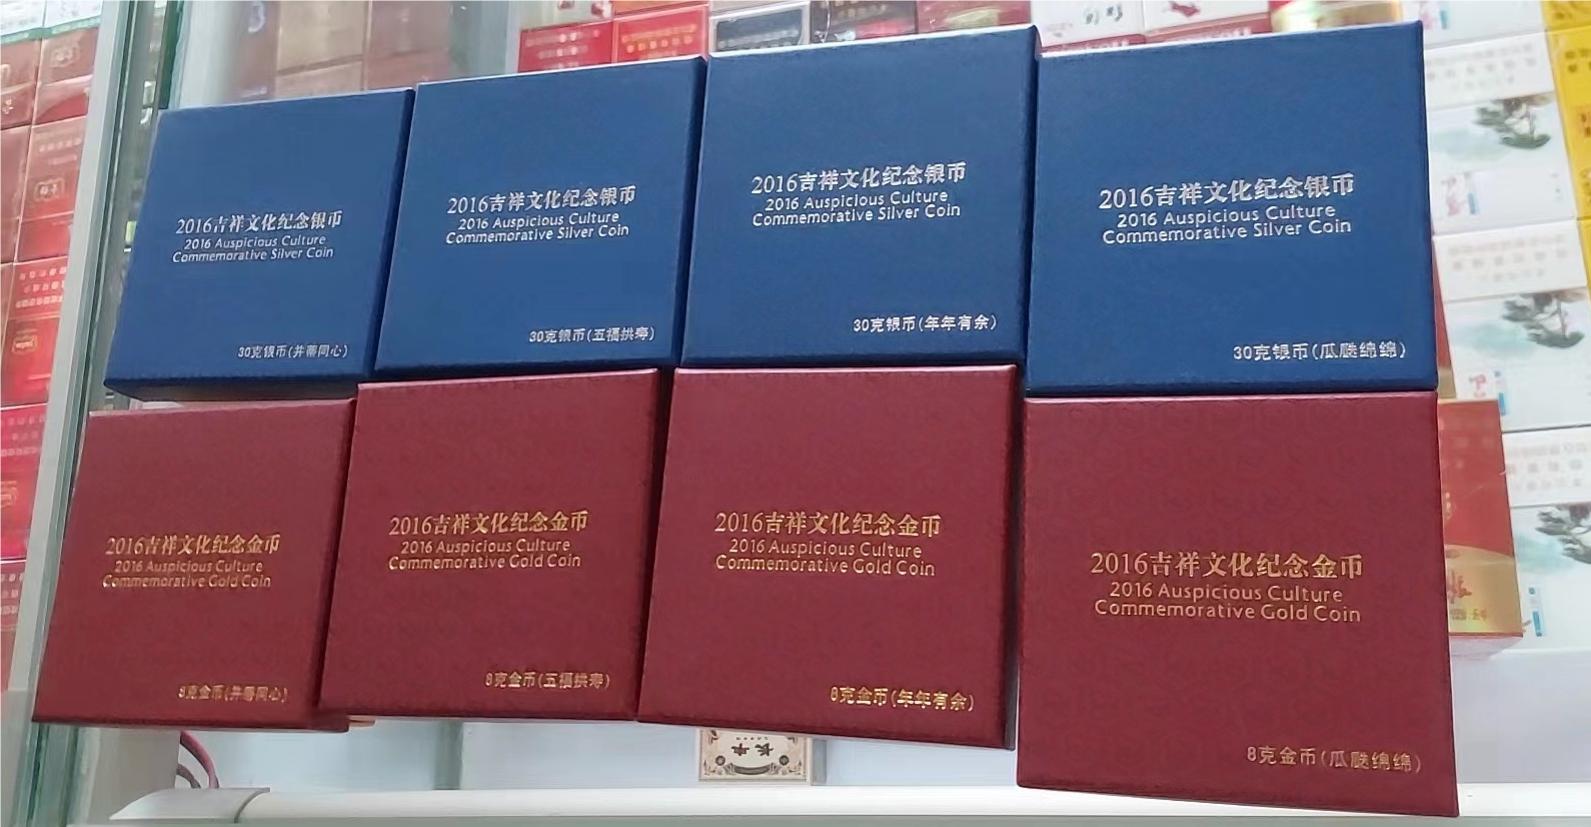 2016吉祥文化纪念银币
2016 Auspicious Culture
Commemorative Silver Coin
30克银币(并蒂同心)
2016吉祥文化纪念银币
2016 Auspicious Culture
Commemorative Silver Coin
30克银币(五福拱寿)
2016吉祥文化纪念银币
2016 Auspicious Culture
Commemorative Silver Coin
30克银币(年年有余)
2016吉祥文化纪念银币
2016 Auspicious Culture
Commemorative Silver Coin
30克银币(瓜瓞绵绵)
2016吉祥文化纪念金币
2016 Auspicious Culture
Commemorative Gold Coin
8克金币(并蒂同心)
2016吉祥文化纪念金币
2016 Auspicious Culture
Commemorative Gold Coin
8克金币(五福拱寿)
2016吉祥文化纪念金币
2016 Auspicious Culture
Commemorative Gold Coin
8克金币(年年有余)
2016吉祥文化纪念金币
2016 Auspicious Culture
Commemorative Gold Coin
8克金币(瓜瓞绵绵)